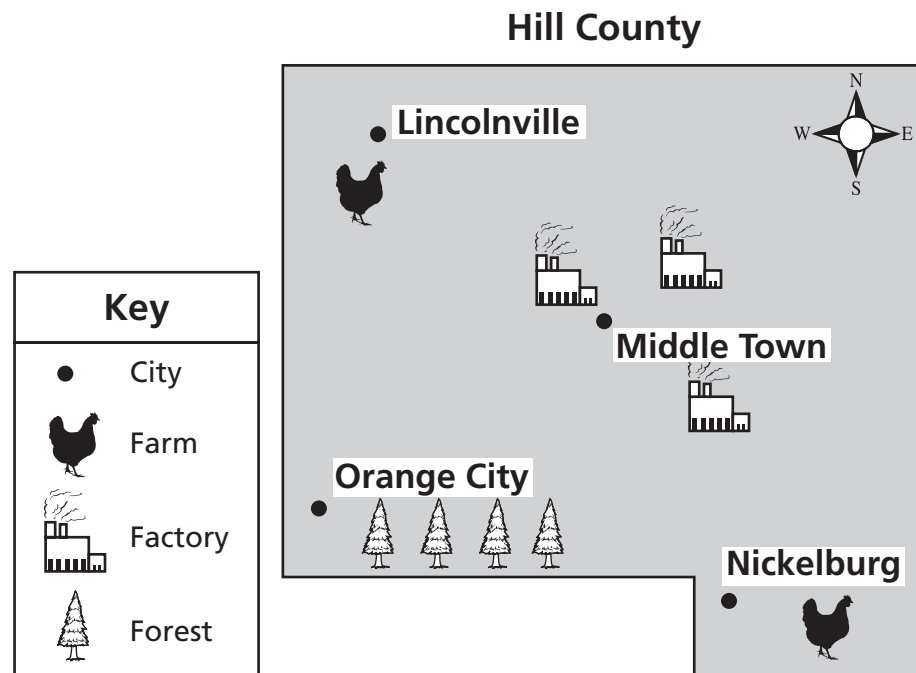 Hill County
N
W
E
S
Lincolnville
Middle Town
Orange City
Nickelburg
Key
City
Farm
Factory
Forest